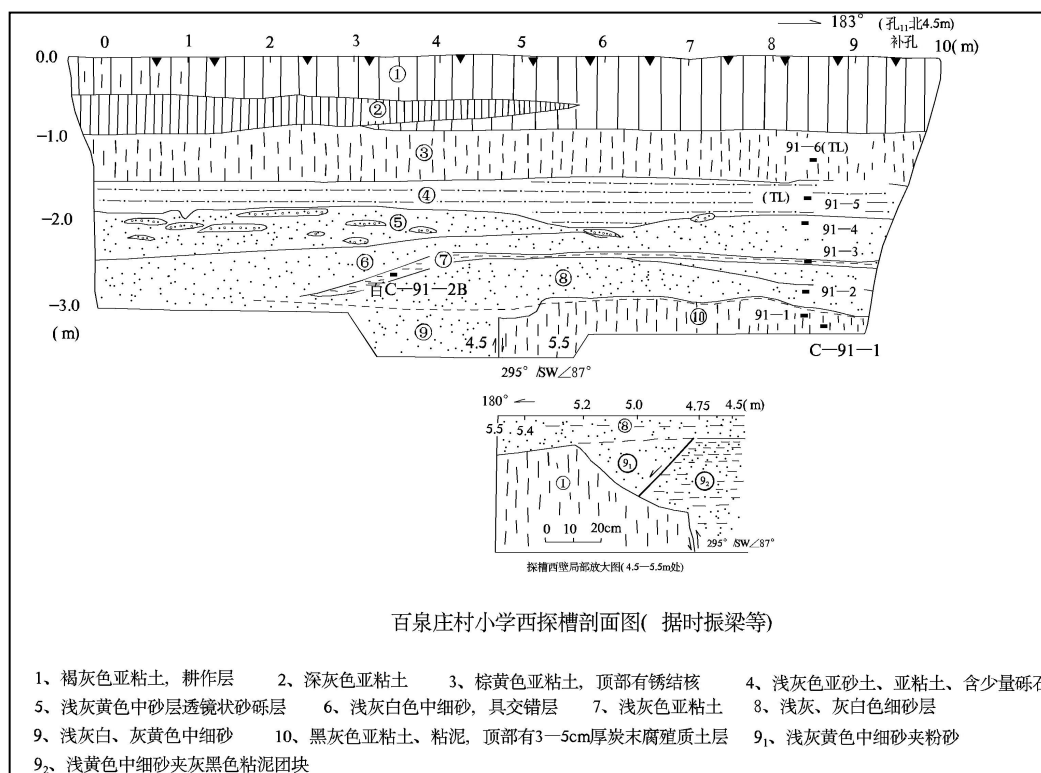 183° (孔11北4.5m)
0 1 2 3 4 5 6 7 8 9 补孔 10(m)
0.0
①
②
−1.0
③
91—6(TL)
④
(TL)
91—5
−2.0
⑤
91—4
91—3
⑥
⑦
⑧
百C—91—2B
91—2
−3.0
(m)
⑨
⑩
91—1
4.5
5.5
C—91—1
295° /SW∠87°
180°
5.2 5.0 4.75 4.5(m)
5.5 5.4
⑧
9₁
9₂
①
0 10 20cm
295° /SW∠87°
探槽西壁局部放大图(4.5—5.5m处)
百泉庄村小学西探槽剖面图( 据时振梁等)
1、褐灰色亚粘土, 耕作层 2、深灰色亚粘土 3、棕黄色亚粘土, 顶部有锈结核 4、浅灰色亚砂土、亚粘土、含少量砾石
5、浅灰黄色中砂层透镜状砂砾层 6、浅灰白色中细砂, 具交错层 7、浅灰色亚粘土 8、浅灰、灰白色细砂层
9、浅灰白、灰黄色中细砂 10、黑灰色亚粘土、粘泥, 顶部有3—5cm厚炭末腐殖质土层 9₁、浅灰黄色中细砂夹粉砂
9₂、浅黄色中细砂夹灰黑色粘泥团块